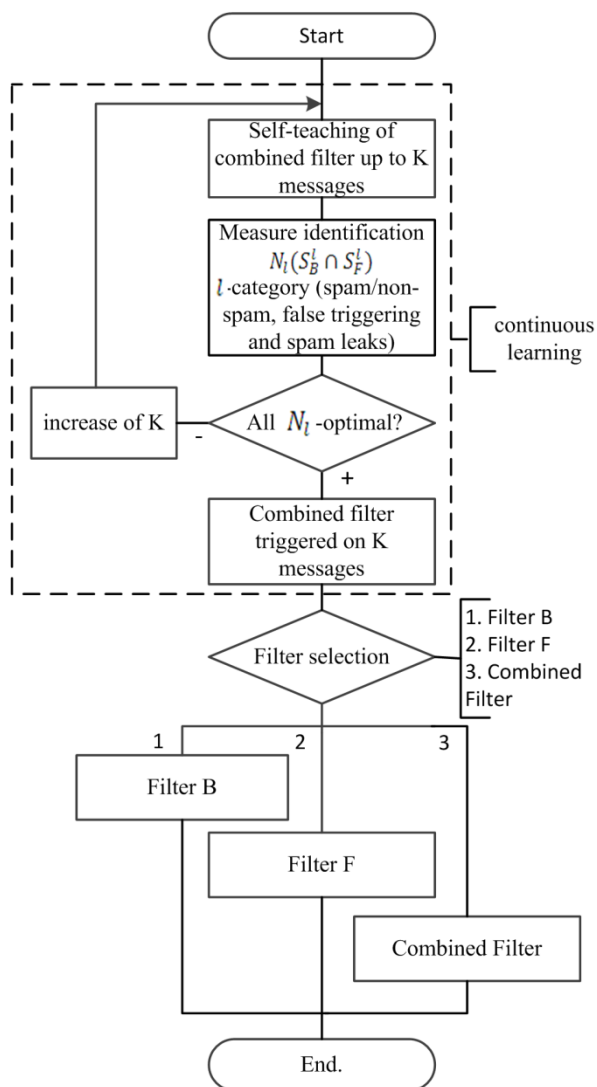 Start
Self-teaching of
combined filter up to K
messages
Measure identification
N_l(S_B^l ∩ S_F^l)
l-category (spam/non-
spam, false triggering
and spam leaks)
continuous
learning
increase of K
-
All N_l -optimal?
+
Combined filter
triggered on K
messages
Filter selection
1. Filter B
2. Filter F
3. Combined
Filter
1
2
3
Filter B
Filter F
Combined Filter
End.